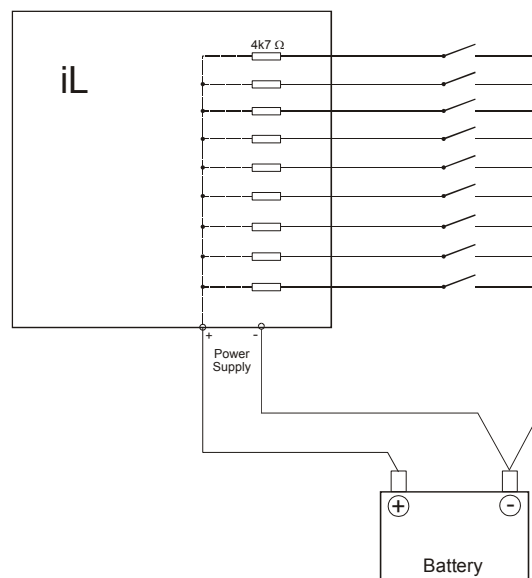 4k7 Ω
iL
+ -
Power
Supply
+ -
Battery